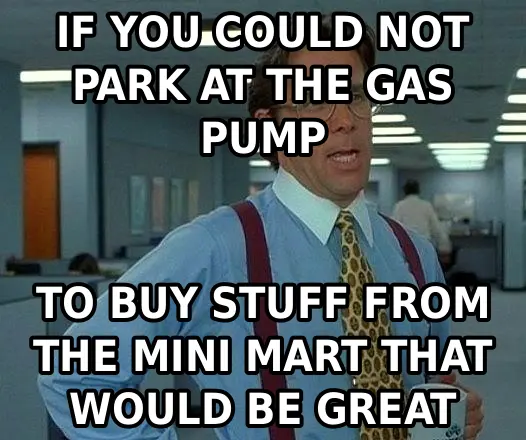 IF YOU COULD NOT
PARK AT THE GAS
PUMP
TO BUY STUFF FROM
THE MINI MART THAT
WOULD BE GREAT